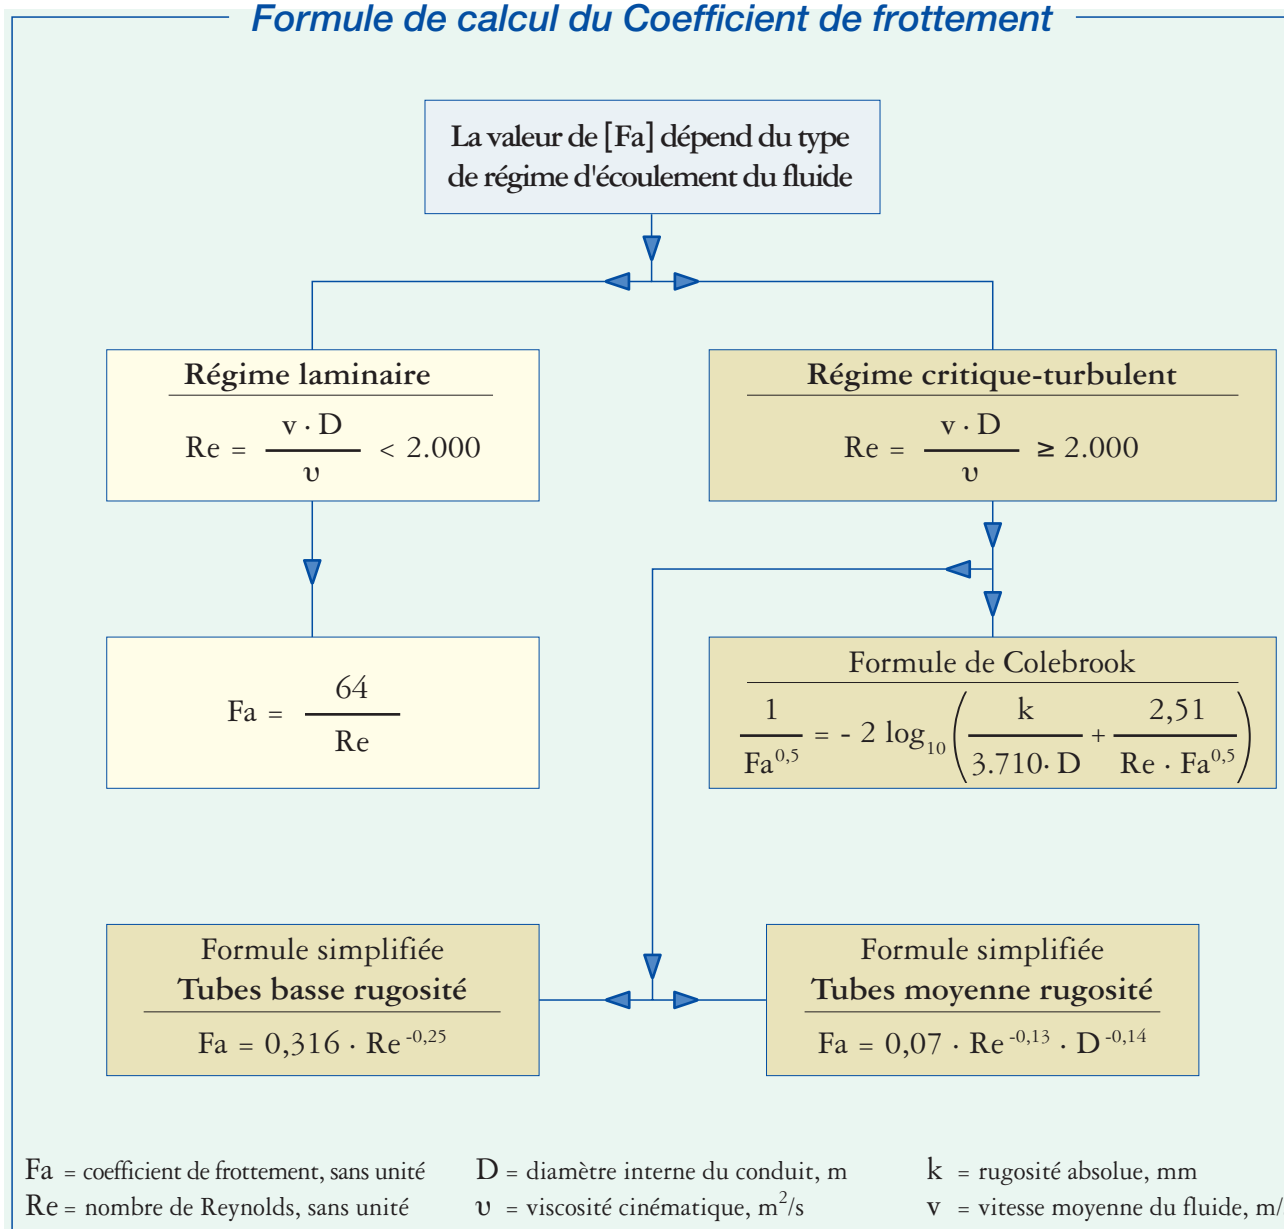 Formule de calcul du Coefficient de frottement
La valeur de [Fa] dépend du type
de régime d'écoulement du fluide
Régime laminaire
Re = v · D / υ < 2.000
Régime critique-turbulent
Re = v · D / υ ≥ 2.000
Fa = 64 / Re
Formule de Colebrook
1 / Fa^0,5 = - 2 log₁₀ ( k / 3.710· D + 2,51 / Re · Fa^0,5 )
Formule simplifiée
Tubes basse rugosité
Fa = 0,316 · Re^-0,25
Formule simplifiée
Tubes moyenne rugosité
Fa = 0,07 · Re^-0,13 · D^-0,14
Fa = coefficient de frottement, sans unité D = diamètre interne du conduit, m k = rugosité absolue, mm
Re = nombre de Reynolds, sans unité υ = viscosité cinématique, m²/s v = vitesse moyenne du fluide, m/